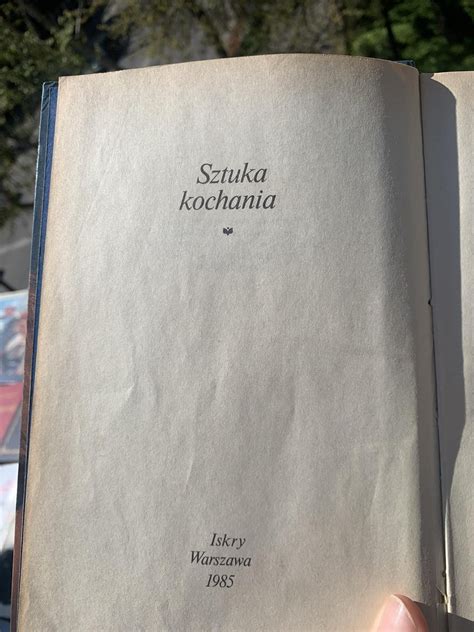 Sztuka
kochania
Iskry
Warszawa
1985